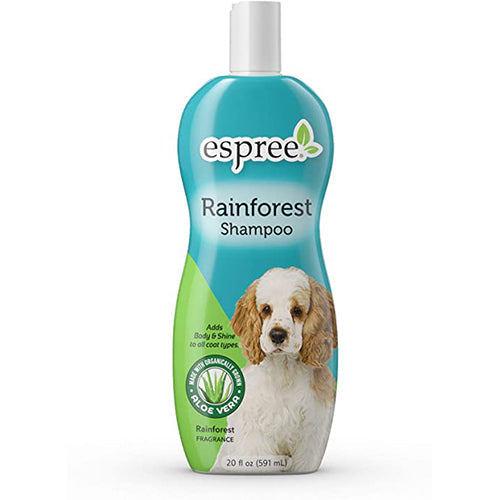 espree®
Rainforest
Shampoo
Adds
Body & Shine
to all coat types.
MADE WITH ORGANICALLY GROWN
ALOE VERA
Rainforest
FRAGRANCE
20 fl oz (591 mL)